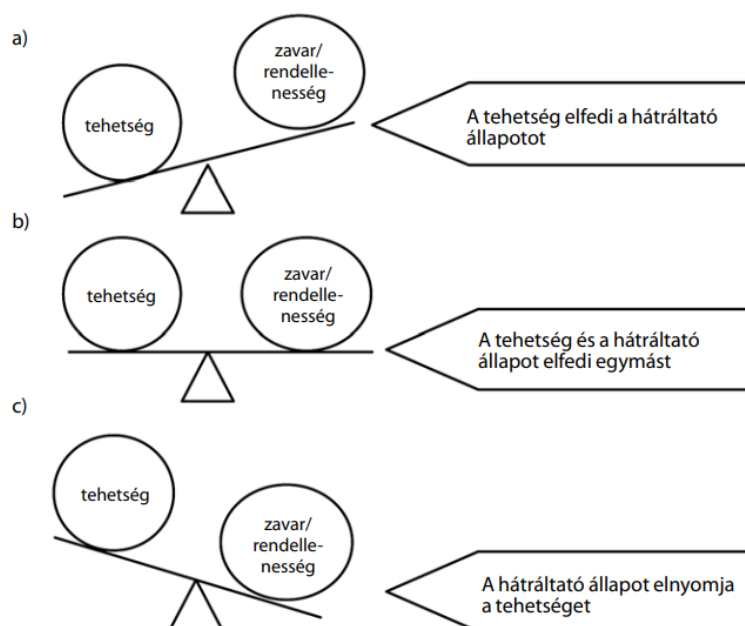 a)
tehetség
zavar/
rendelle-
nesség
A tehetség elfedi a hátráltató
állapotot
b)
tehetség
zavar/
rendelle-
nesség
A tehetség és a hátráltató
állapot elfedi egymást
c)
tehetség
zavar/
rendelle-
nesség
A hátráltató állapot elnyomja
a tehetséget